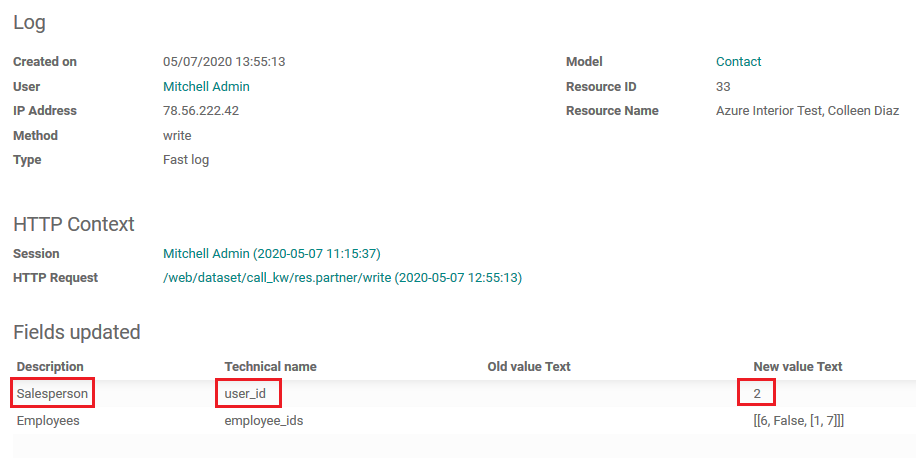 Log
Created on 05/07/2020 13:55:13 Model Contact
User Mitchell Admin Resource ID 33
IP Address 78.56.222.42 Resource Name Azure Interior Test, Colleen Diaz
Method write
Type Fast log
HTTP Context
Session Mitchell Admin (2020-05-07 11:15:37)
HTTP Request /web/dataset/call_kw/res.partner/write (2020-05-07 12:55:13)
Fields updated
Description Technical name Old value Text New value Text
Salesperson user_id 2
Employees employee_ids [[6, False, [1, 7]]]